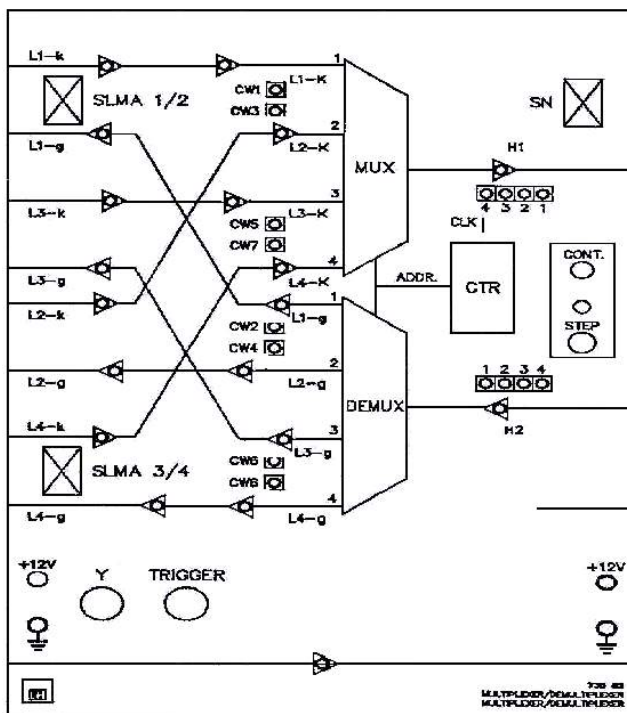 L1-k
1
L1-K
SLMA 1/2
CW1
CW3
SN
L1-g
2
L2-K
H1
MUX
L3-k
3
L3-K
4 3 2 1
CW5
CW7
CLK
L3-g
4
L4-K
ADDR.
CTR
CONT.
L2-k
1
L1-g
CW2
CW4
STEP
L2-g
2
L2-g
1 2 3 4
DEMUX
L4-k
3
L3-g
H2
SLMA 3/4
CW6
CW8
L4-g
4
L4-g
+12V
Y
TRIGGER
+12V
MULTIPLEXER/DEMULTIPLEXER
MULTIPLEXER/DEMULTIPLEXER